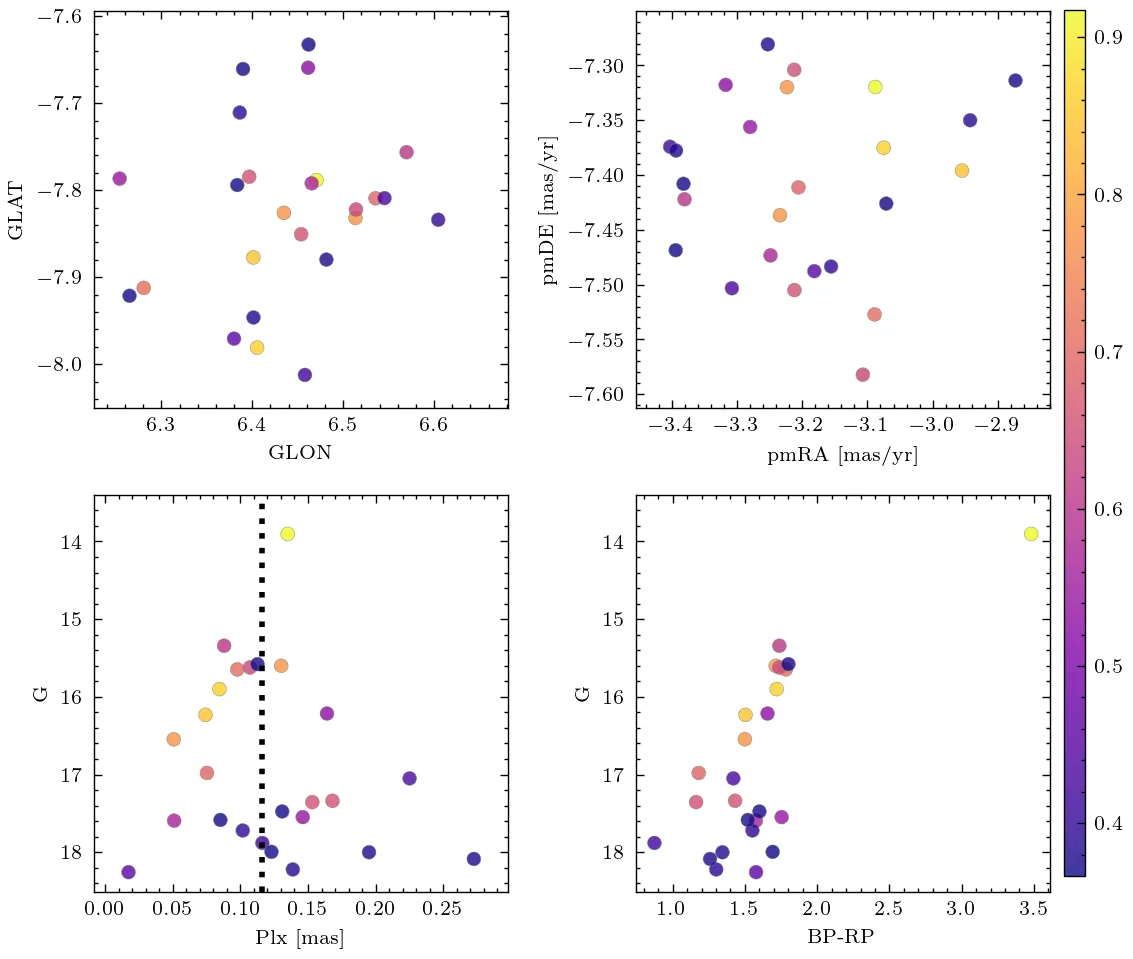 −7.6
−7.7
−7.8
−7.9
−8.0
GLAT
6.3 6.4 6.5 6.6
GLON
−7.30
−7.35
−7.40
−7.45
−7.50
−7.55
−7.60
pmDE [mas/yr]
−3.4 −3.3 −3.2 −3.1 −3.0 −2.9
pmRA [mas/yr]
14
15
16
17
18
G
0.00 0.05 0.10 0.15 0.20 0.25
Plx [mas]
14
15
16
17
18
G
1.0 1.5 2.0 2.5 3.0 3.5
BP-RP
0.9
0.8
0.7
0.6
0.5
0.4